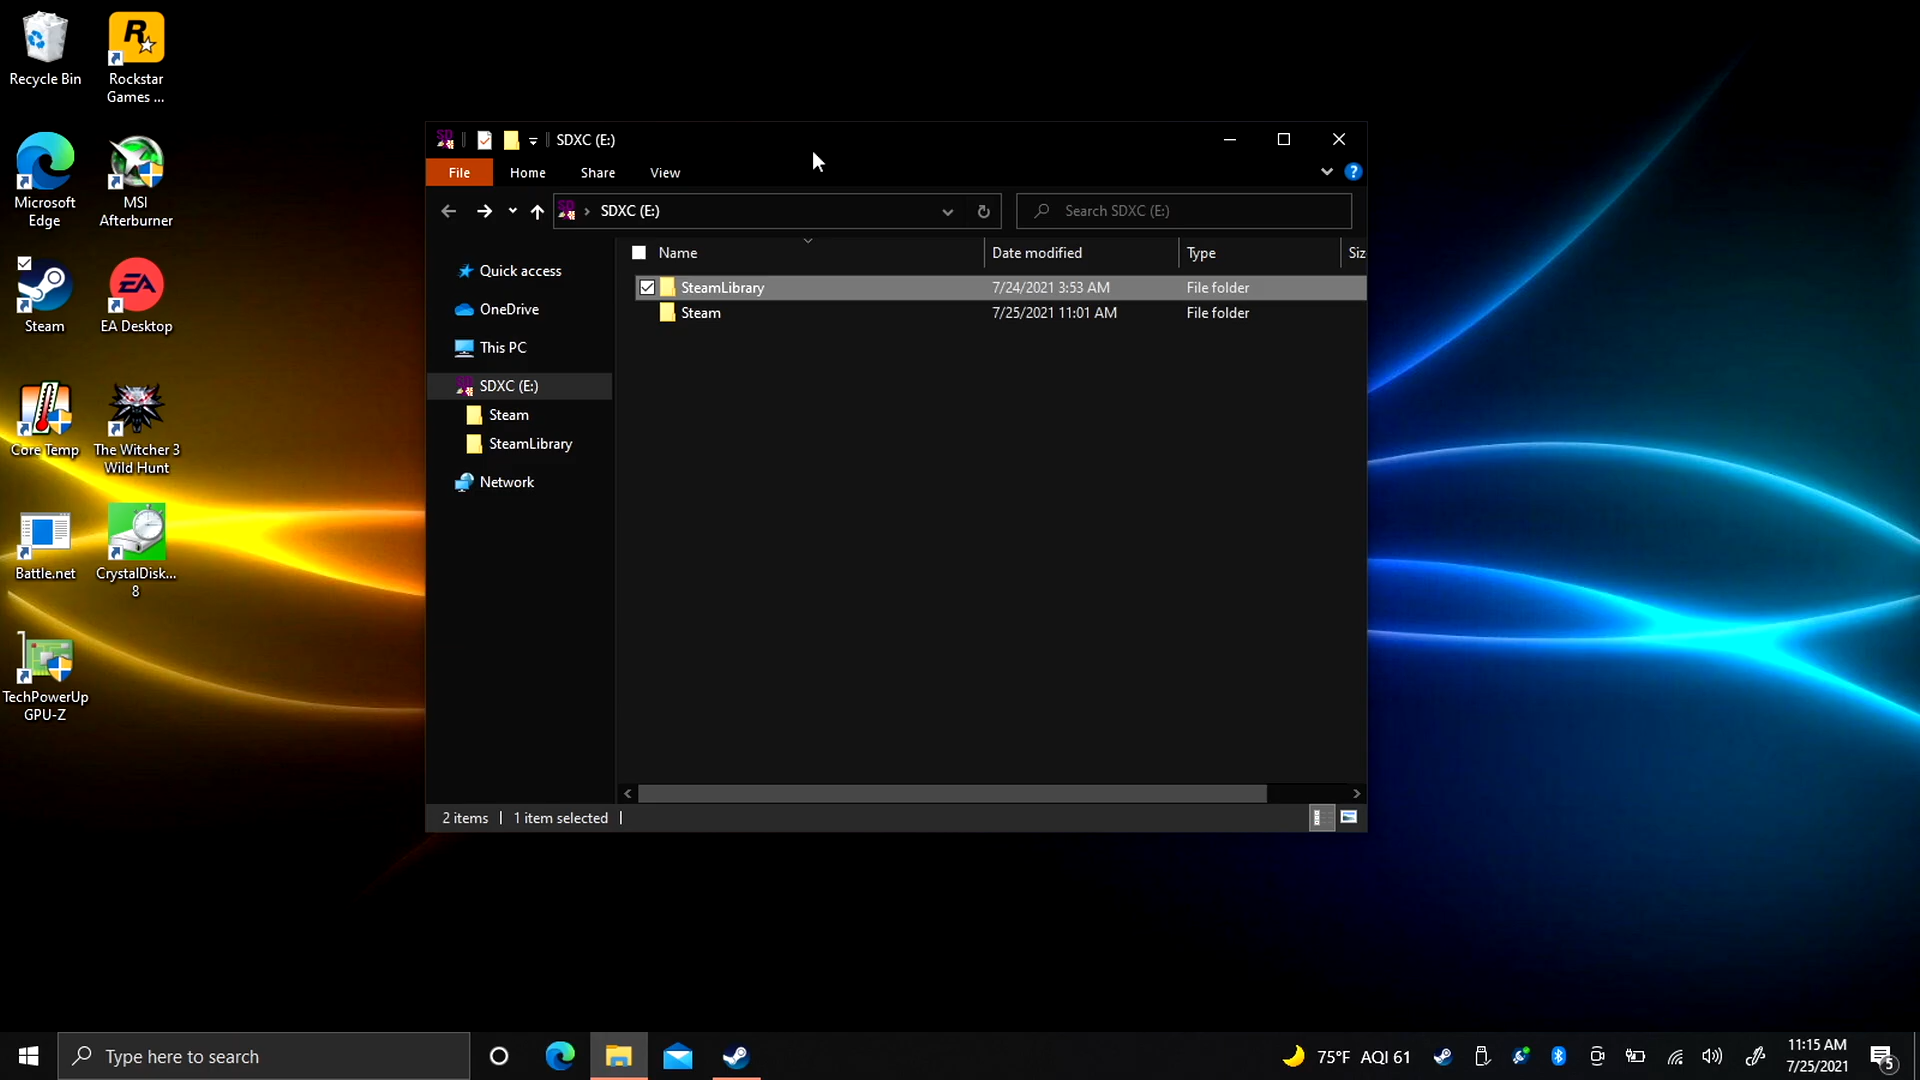 Recycle Bin
Rockstar
Games ...
Microsoft
Edge
MSI
Afterburner
Steam
EA Desktop
Core Temp
The Witcher 3
Wild Hunt
Battle.net
CrystalDisk...
8
TechPowerUp
GPU-Z
SDXC (E:)
File
Home
Share
View
SDXC (E:)
Search SDXC (E:)
Name
Date modified
Type
Siz
SteamLibrary
7/24/2021 3:53 AM
File folder
Steam
7/25/2021 11:01 AM
File folder
Quick access
OneDrive
This PC
SDXC (E:)
Steam
SteamLibrary
Network
2 items
1 item selected
Type here to search
75°F AQI 61
11:15 AM
7/25/2021
5